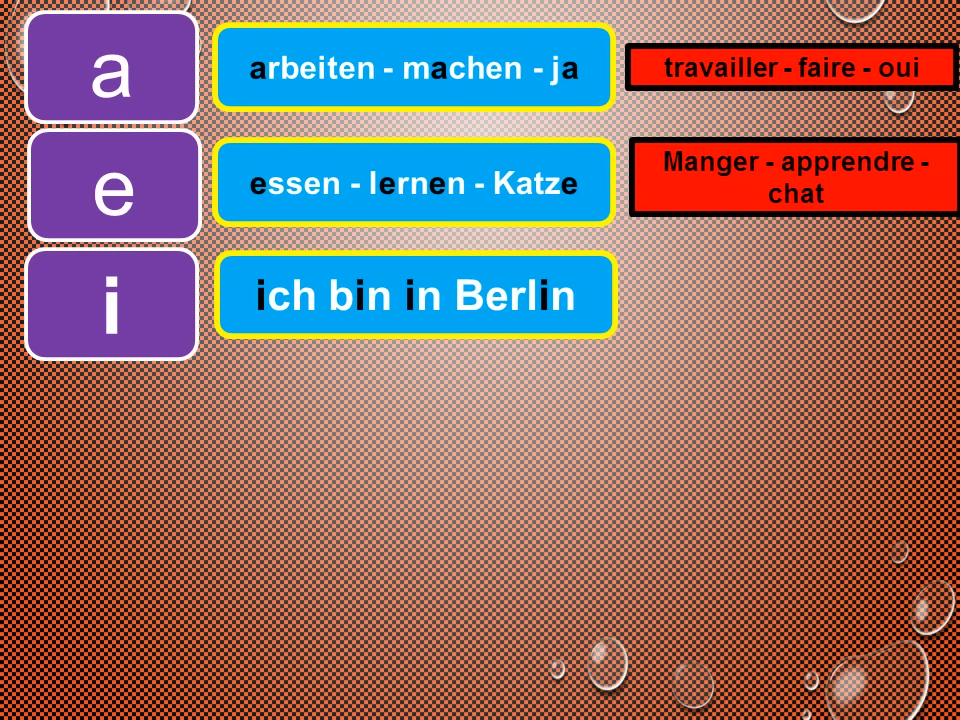 a
arbeiten - machen - ja
travailler - faire - oui
e
essen - lernen - Katze
Manger - apprendre -
chat
i
ich bin in Berlin